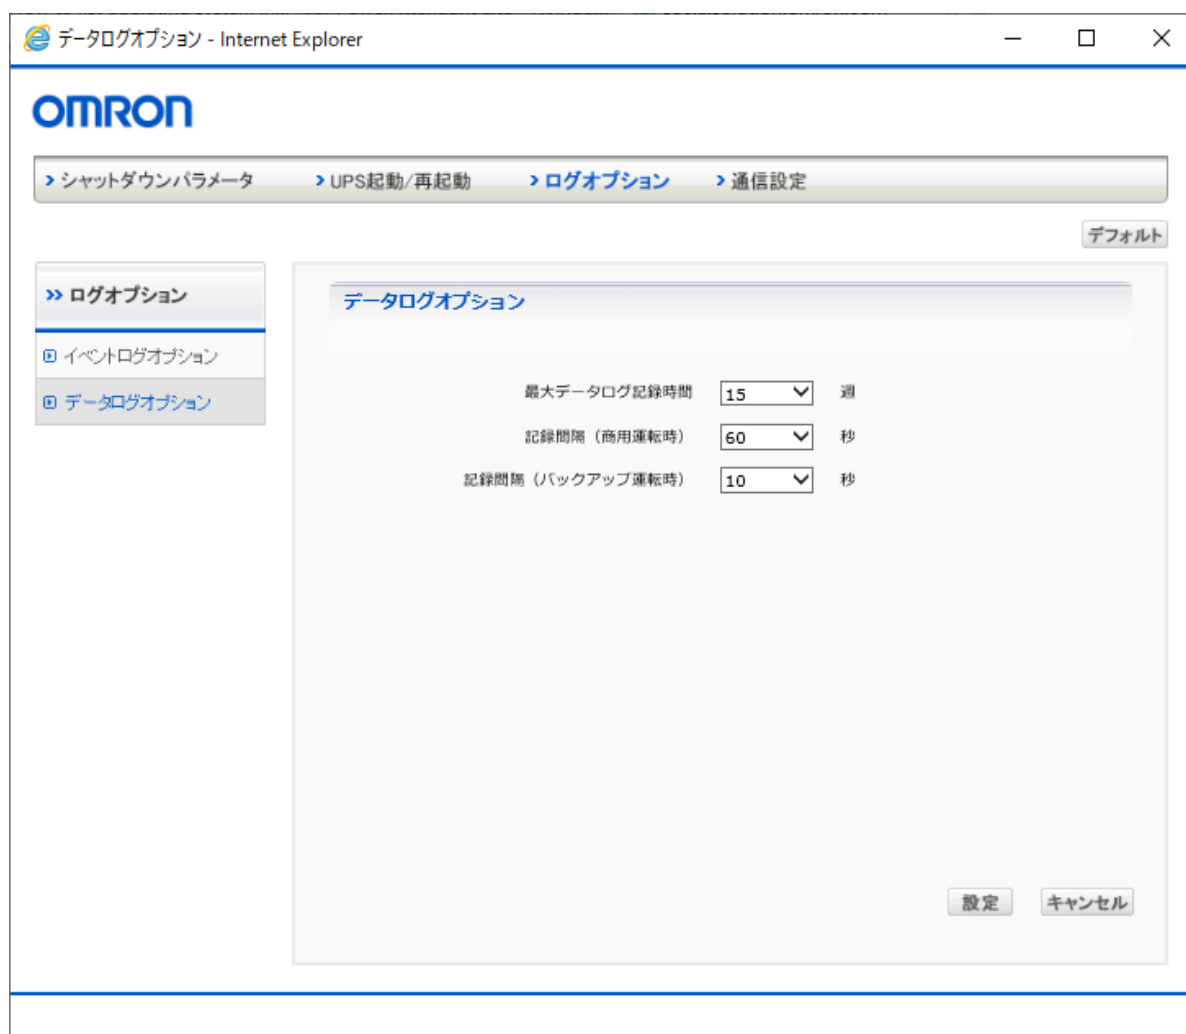 データログオプション - Internet Explorer
OMRON
シャットダウンパラメータ UPS起動/再起動 ログオプション 通信設定
デフォルト
ログオプション
イベントログオプション
データログオプション
データログオプション
最大データログ記録時間 15 週
記録間隔（商用運転時） 60 秒
記録間隔（バックアップ運転時） 10 秒
設定 キャンセル